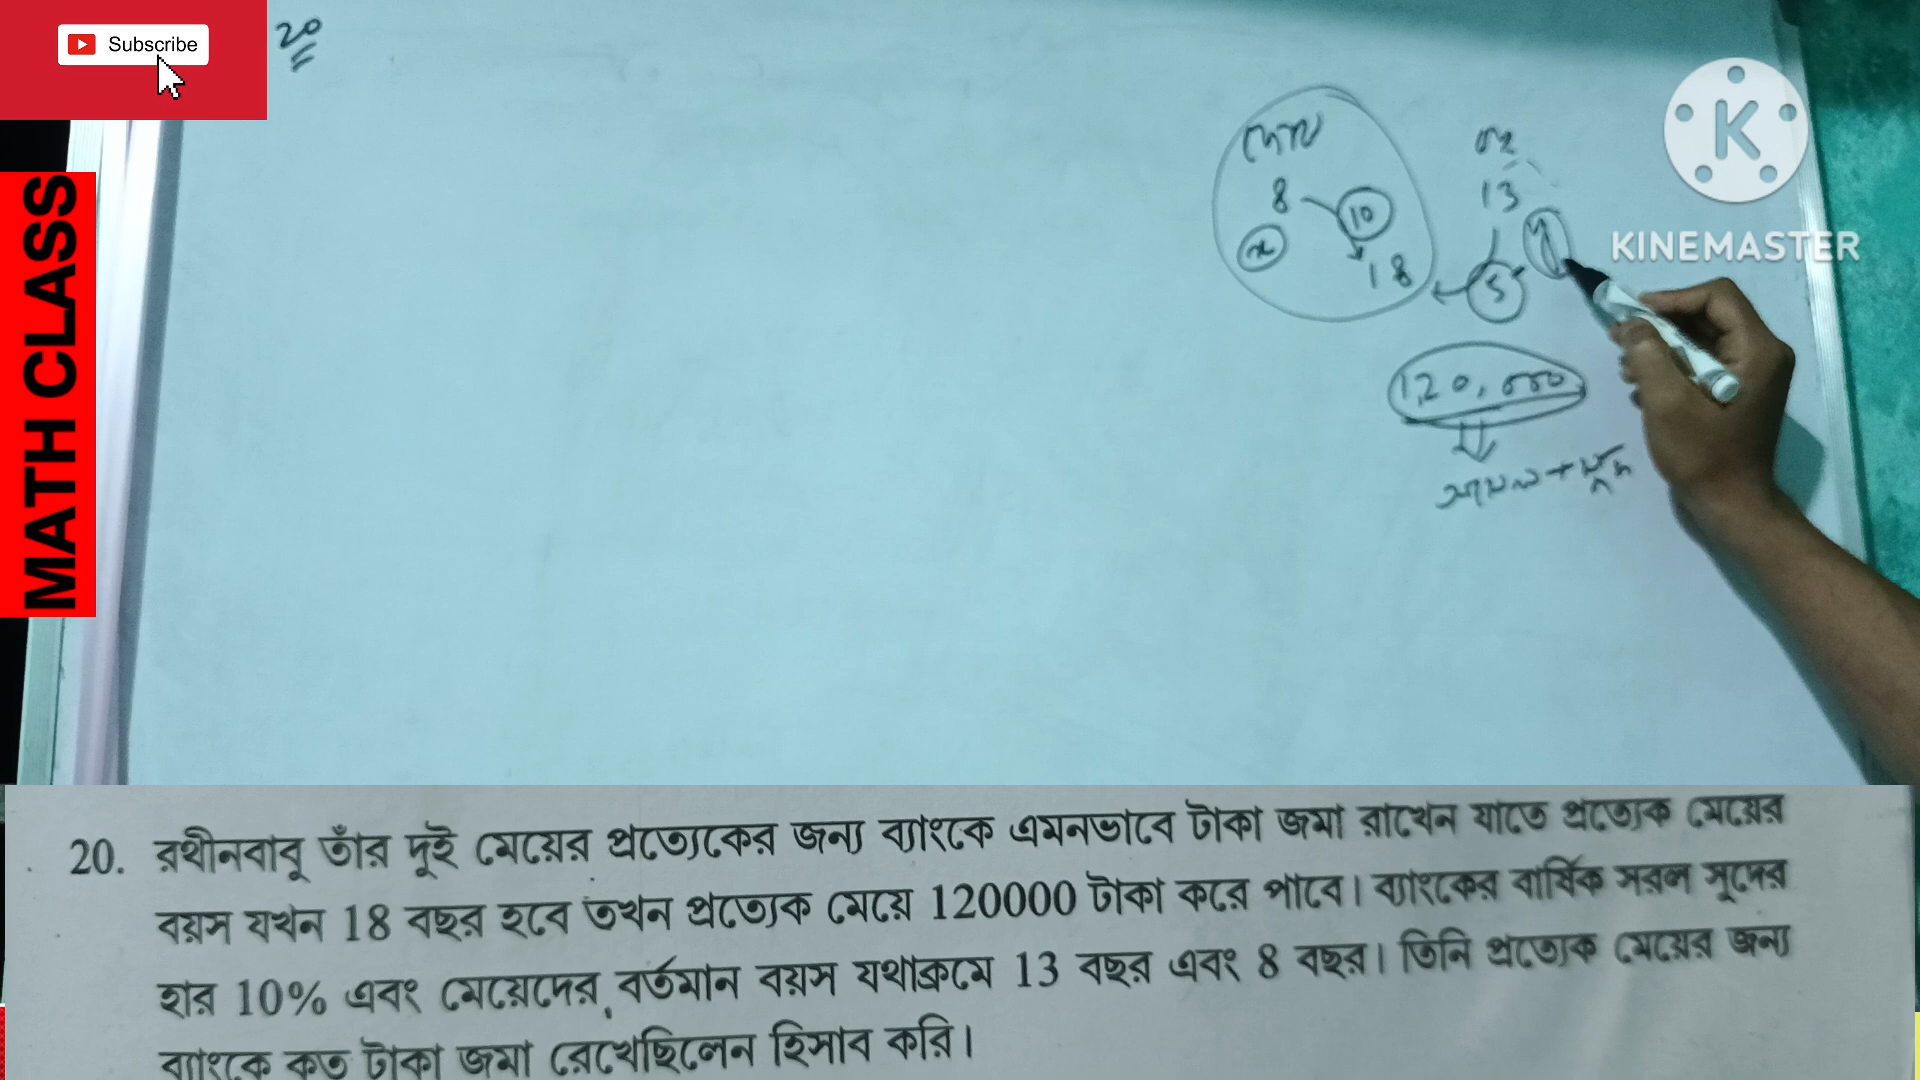 Subscribe
20
MATH CLASS
8
10
x
18
13
y
5
120,000
আসল + সুদ
K
KINEMASTER
20. রথীনবাবু তাঁর দুই মেয়ের প্রত্যেকের জন্য ব্যাংকে এমনভাবে টাকা জমা রাখেন যাতে প্রত্যেক মেয়ের
বয়স যখন 18 বছর হবে তখন প্রত্যেক মেয়ে 120000 টাকা করে পাবে। ব্যাংকের বার্ষিক সরল সুদের
হার 10% এবং মেয়েদের বর্তমান বয়স যথাক্রমে 13 বছর এবং 8 বছর। তিনি প্রত্যেক মেয়ের জন্য
ব্যাংকে কত টাকা জমা রেখেছিলেন হিসাব করি।